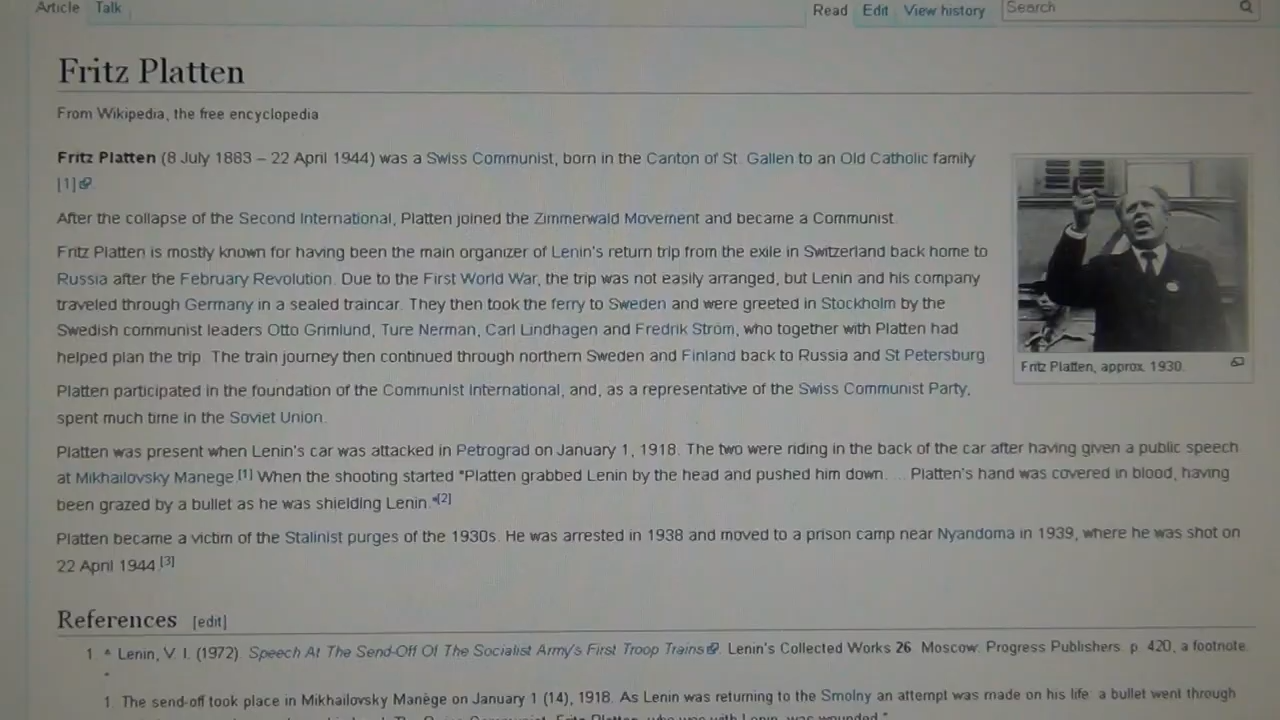 Article Talk Read Edit View history Search
Fritz Platten
From Wikipedia, the free encyclopedia
Fritz Platten (8 July 1883 – 22 April 1944) was a Swiss Communist, born in the Canton of St. Gallen to an Old Catholic family
[1]
After the collapse of the Second International, Platten joined the Zimmerwald Movement and became a Communist.
Fritz Platten is mostly known for having been the main organizer of Lenin's return trip from the exile in Switzerland back home to
Russia after the February Revolution. Due to the First World War, the trip was not easily arranged, but Lenin and his company
traveled through Germany in a sealed traincar. They then took the ferry to Sweden and were greeted in Stockholm by the
Swedish communist leaders Otto Grimlund, Ture Nerman, Carl Lindhagen and Fredrik Ström, who together with Platten had
helped plan the trip. The train journey then continued through northern Sweden and Finland back to Russia and St Petersburg
Fritz Platten, approx. 1930.
Platten participated in the foundation of the Communist International, and, as a representative of the Swiss Communist Party,
spent much time in the Soviet Union.
Platten was present when Lenin's car was attacked in Petrograd on January 1, 1918. The two were riding in the back of the car after having given a public speech
at Mikhailovsky Manege.[1] When the shooting started "Platten grabbed Lenin by the head and pushed him down. ... Platten's hand was covered in blood, having
been grazed by a bullet as he was shielding Lenin."[2]
Platten became a victim of the Stalinist purges of the 1930s. He was arrested in 1938 and moved to a prison camp near Nyandoma in 1939, where he was shot on
22 April 1944.[3]
References [edit]
1. ^ Lenin, V. I. (1972). Speech At The Send-Off Of The Socialist Army's First Troop Trains. Lenin's Collected Works 26. Moscow: Progress Publishers. p. 420, a footnote.
"
1. The send-off took place in Mikhailovsky Manège on January 1 (14), 1918. As Lenin was returning to the Smolny an attempt was made on his life: a bullet went through
Fritz Platten, who was with Lenin, was wounded."